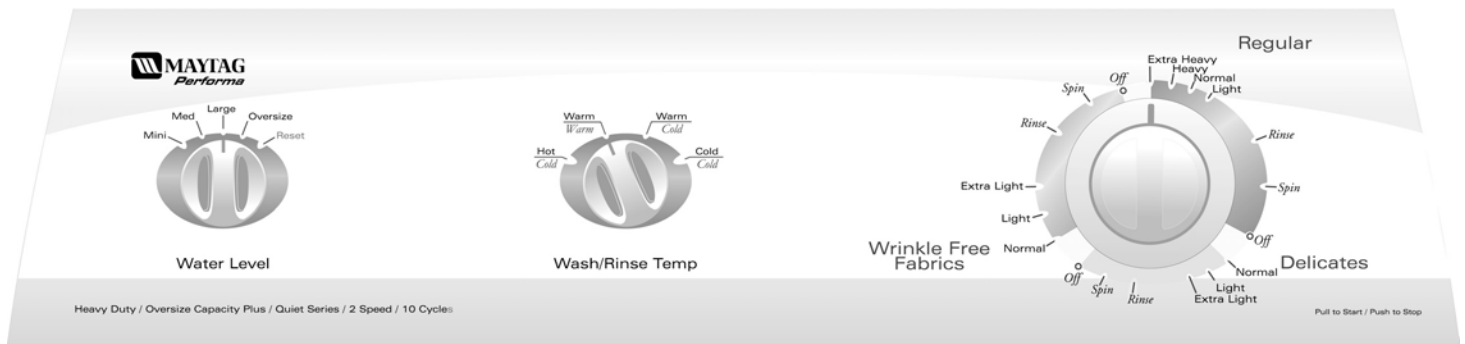 MAYTAG
Performa
Mini
Med
Large
Oversize
Reset
Water Level
Hot
Cold
Warm
Warm
Warm
Cold
Cold
Cold
Wash/Rinse Temp
Regular
Extra Heavy
Heavy
Normal
Light
Rinse
Spin
Off
Delicates
Normal
Light
Extra Light
Rinse
Spin
Off
Wrinkle Free
Fabrics
Normal
Light
Extra Light
Rinse
Spin
Off
Heavy Duty / Oversize Capacity Plus / Quiet Series / 2 Speed / 10 Cycles
Pull to Start / Push to Stop